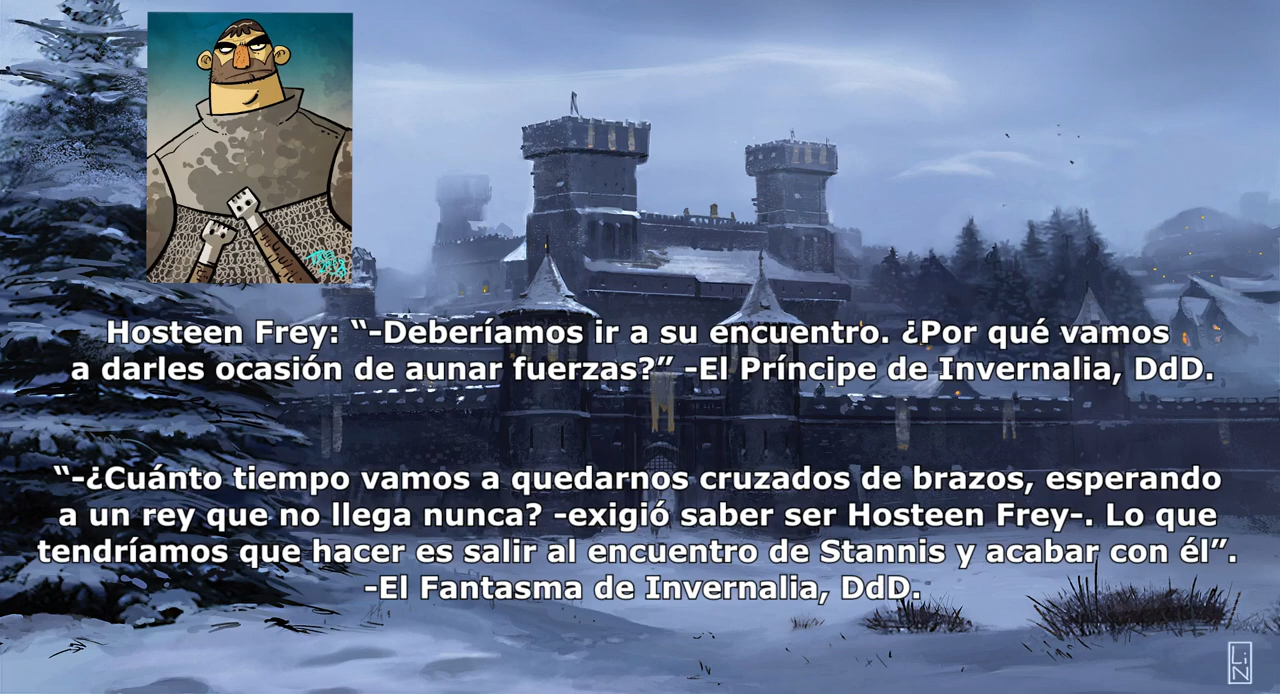 Hosteen Frey: “-Deberíamos ir a su encuentro. ¿Por qué vamos
a darles ocasión de aunar fuerzas?” -El Príncipe de Invernalia, DdD.
“-¿Cuánto tiempo vamos a quedarnos cruzados de brazos, esperando
a un rey que no llega nunca? -exigió saber ser Hosteen Frey-. Lo que
tendríamos que hacer es salir al encuentro de Stannis y acabar con él”.
-El Fantasma de Invernalia, DdD.
LiN